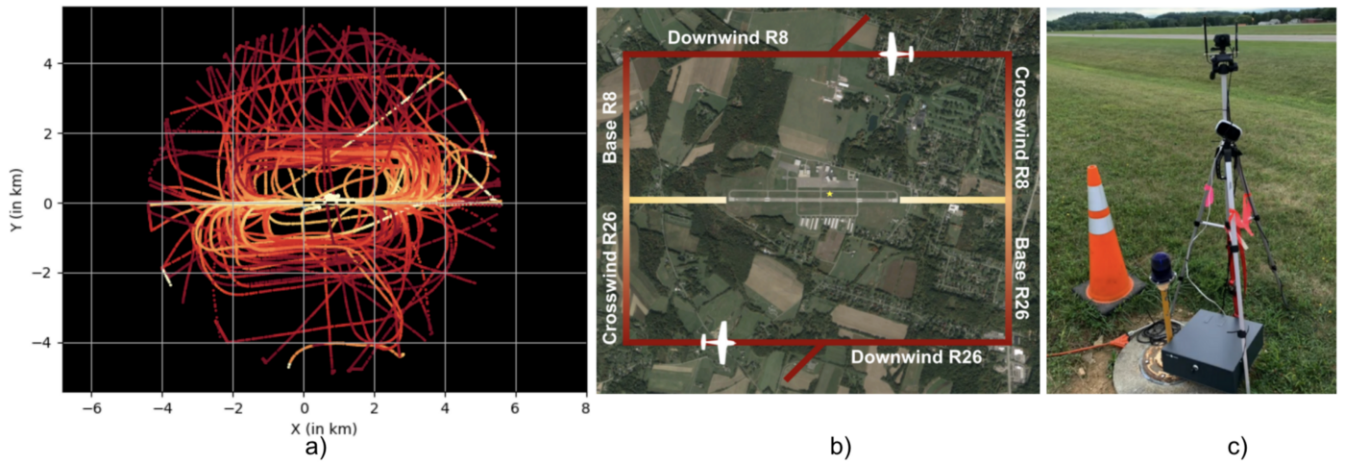 4
2
0
−2
−4
Y (in km)
−6
−4
−2
0
2
4
6
8
X (in km)
a)
Downwind R8
Base R8
Crosswind R8
Crosswind R26
Base R26
Downwind R26
b)
c)